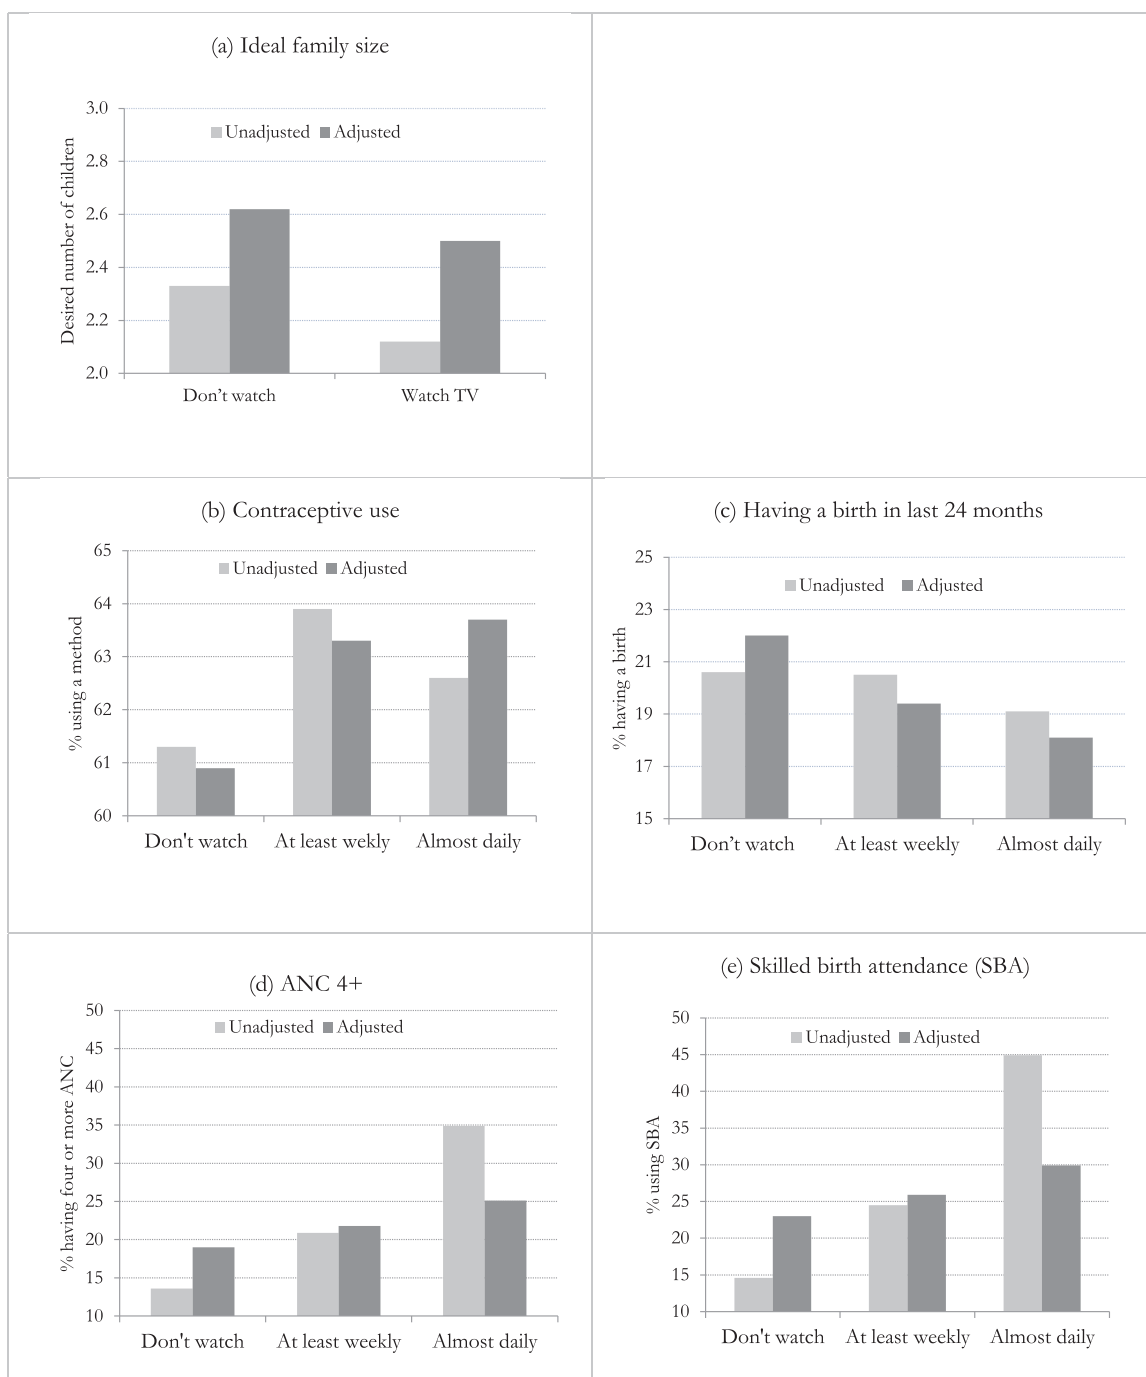 (a) Ideal family size
Desired number of children
3.0
2.8
2.6
2.4
2.2
2.0
Unadjusted Adjusted
Don’t watch Watch TV
(b) Contraceptive use
% using a method
65
64
63
62
61
60
Unadjusted Adjusted
Don't watch At least wekly Almost daily
(c) Having a birth in last 24 months
% having a birth
25
23
21
19
17
15
Unadjusted Adjusted
Don’t watch At least weekly Almost daily
(d) ANC 4+
% having four or more ANC
50
45
40
35
30
25
20
15
10
Unadjusted Adjusted
Don't watch At least weekly Almost daily
(e) Skilled birth attendance (SBA)
% using SBA
50
45
40
35
30
25
20
15
10
Unadjusted Adjusted
Don't watch At least weekly Almost daily